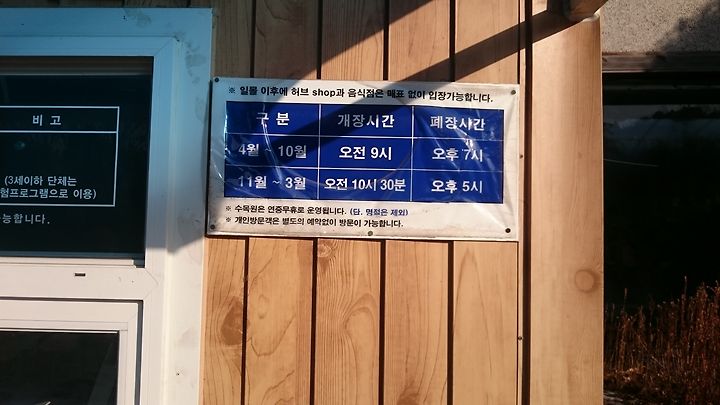 ※ 일몰 이후에 허브 shop과 음식점은 매표 없이 입장가능합니다.
구 분 개장시간 폐장시간
4월 ~ 10월 오전 9시 오후 7시
11월 ~ 3월 오전 10시 30분 오후 5시
※ 수목원은 연중무휴로 운영됩니다. (단, 명절은 제외)
※ 개인방문객은 별도의 예약없이 방문이 가능합니다.
비 고
(3세이하 단체는
험프로그램으로 이용)
능합니다.